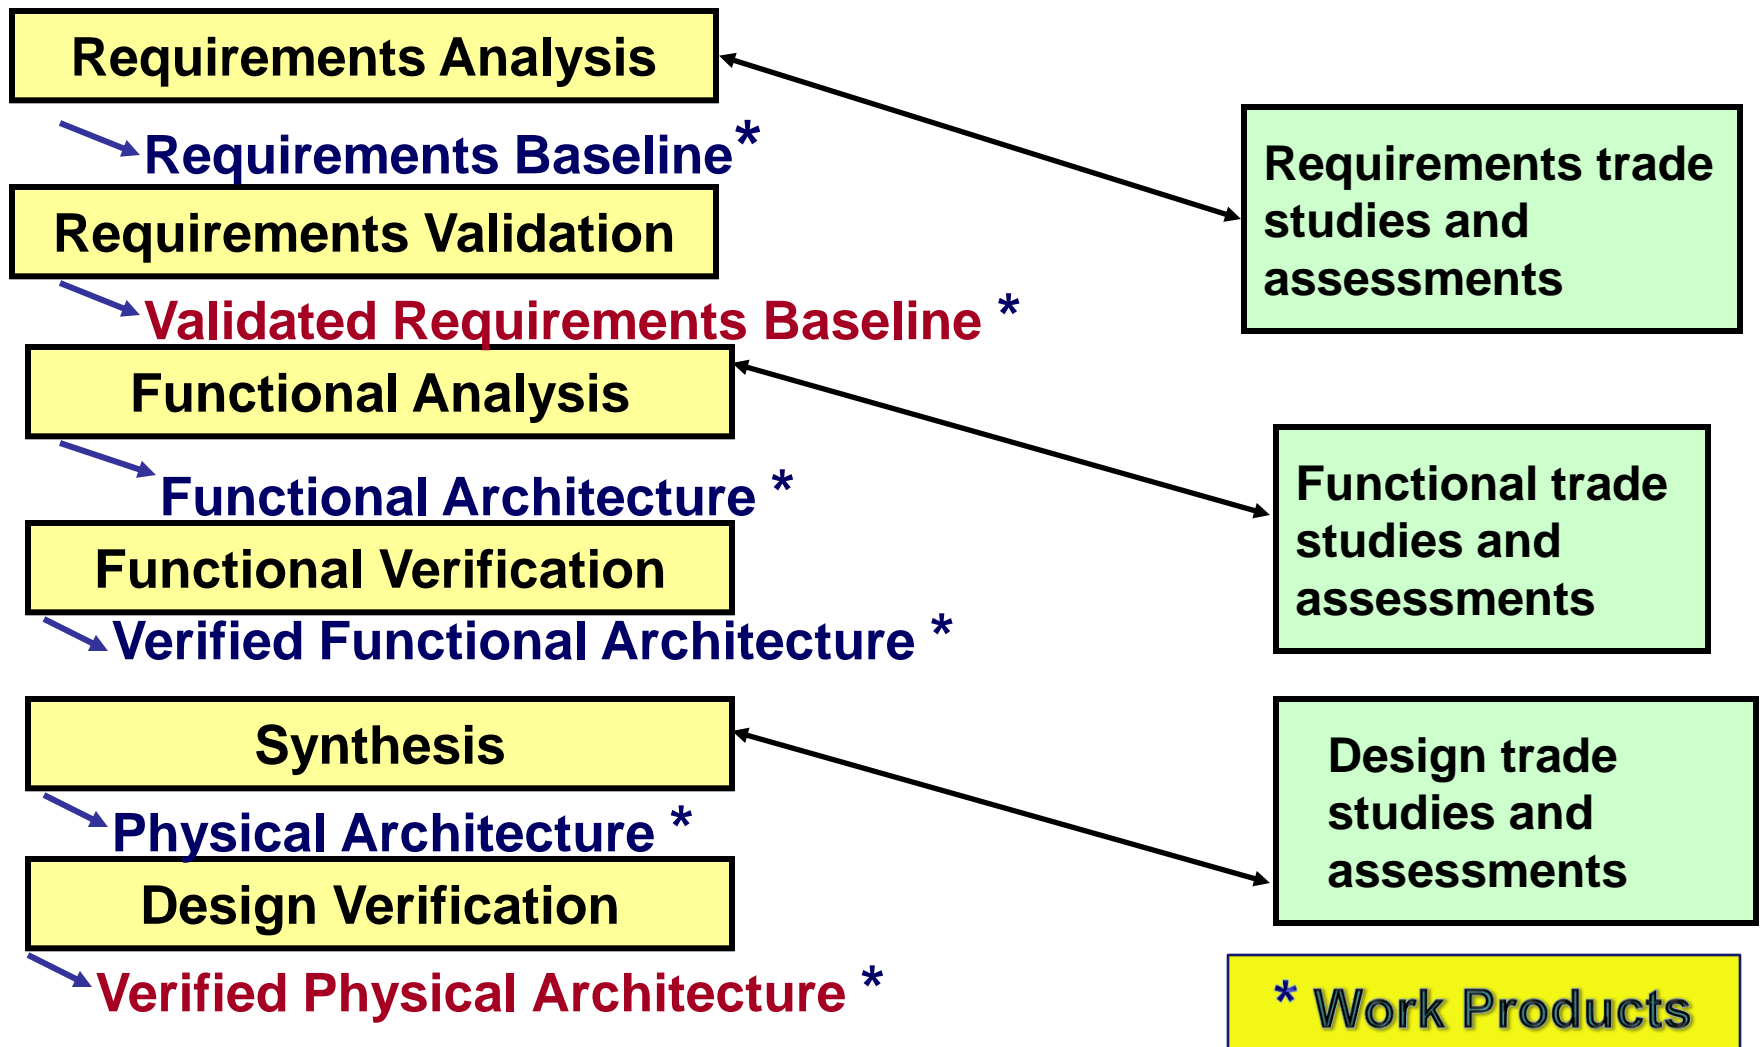 Requirements Analysis
Requirements Baseline*
Requirements Validation
Validated Requirements Baseline *
Functional Analysis
Functional Architecture *
Functional Verification
Verified Functional Architecture *
Synthesis
Physical Architecture *
Design Verification
Verified Physical Architecture *
Requirements trade
studies and
assessments
Functional trade
studies and
assessments
Design trade
studies and
assessments
* Work Products